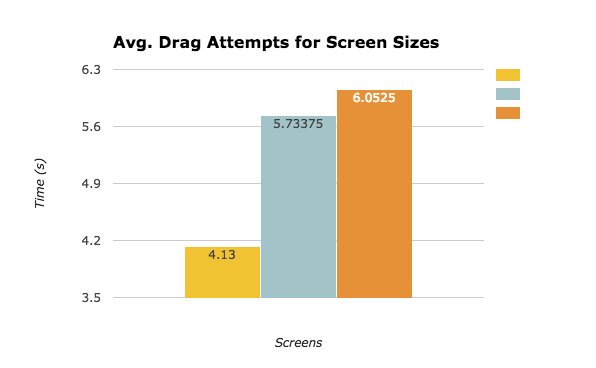 Avg. Drag Attempts for Screen Sizes
6.3
5.6
4.9
4.2
3.5
Time (s)
4.13
5.73375
6.0525
Screens